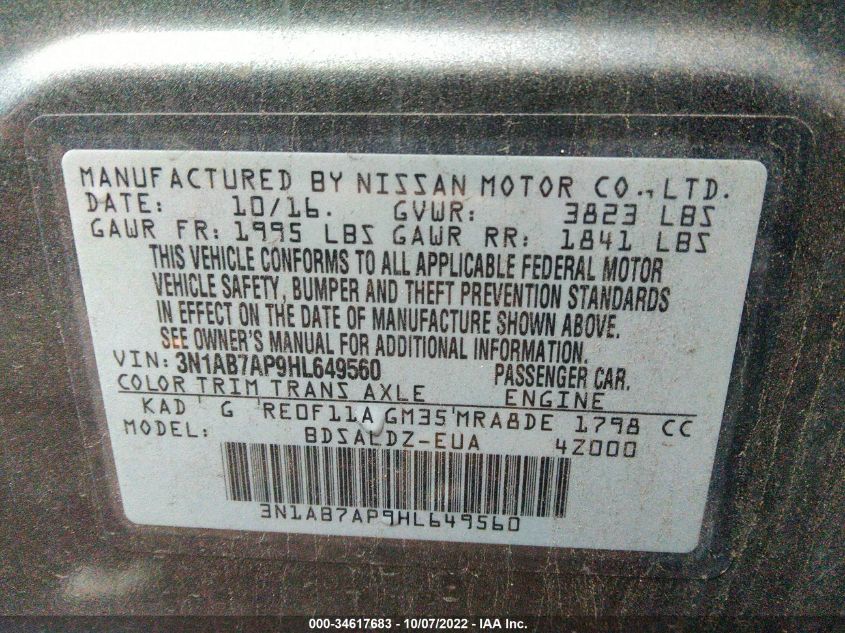 MANUFACTURED BY NISSAN MOTOR CO., LTD.
DATE: 10/16. GVWR: 3823 LBS
GAWR FR: 1995 LBS GAWR RR: 1841 LBS
THIS VEHICLE CONFORMS TO ALL APPLICABLE FEDERAL MOTOR
VEHICLE SAFETY, BUMPER AND THEFT PREVENTION STANDARDS
IN EFFECT ON THE DATE OF MANUFACTURE SHOWN ABOVE.
SEE OWNER'S MANUAL FOR ADDITIONAL INFORMATION.
VIN: 3N1AB7AP9HL649560 PASSENGER CAR.
COLOR TRIM TRANS AXLE ENGINE
KAD G RE0F11A GM35 MRA8DE 1798 CC
MODEL: BDSALDZ-EUA 4Z000
3N1AB7AP9HL649560
000-34617683 - 10/07/2022 - IAA Inc.